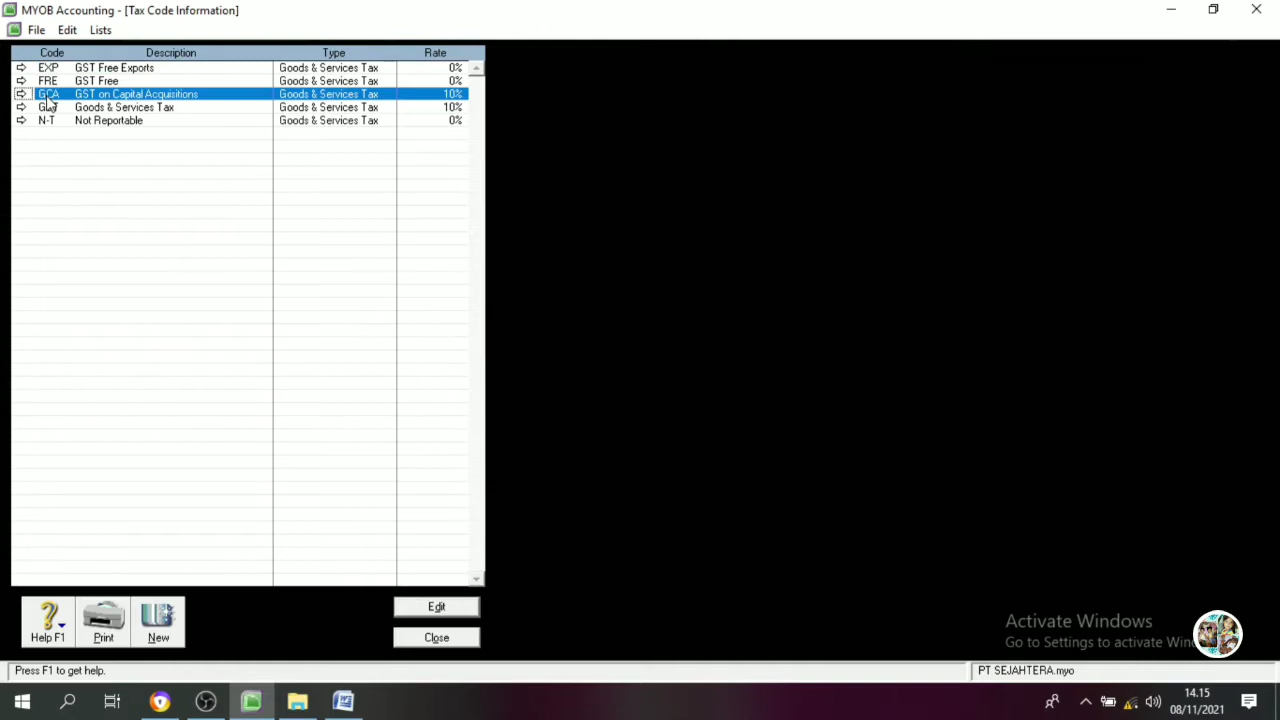 MYOB Accounting - [Tax Code Information]
File Edit Lists
Code Description Type Rate
EXP GST Free Exports Goods & Services Tax 0%
FRE GST Free Goods & Services Tax 0%
GCA GST on Capital Acquisitions Goods & Services Tax 10%
Goods & Services Tax Goods & Services Tax 10%
N-T Not Reportable Goods & Services Tax 0%
Edit
Help F1 Print New
Close
Activate Windows
Go to Settings to activate
Press F1 to get help.
PT SEJAHTERA.myo
14.15
08/11/2021